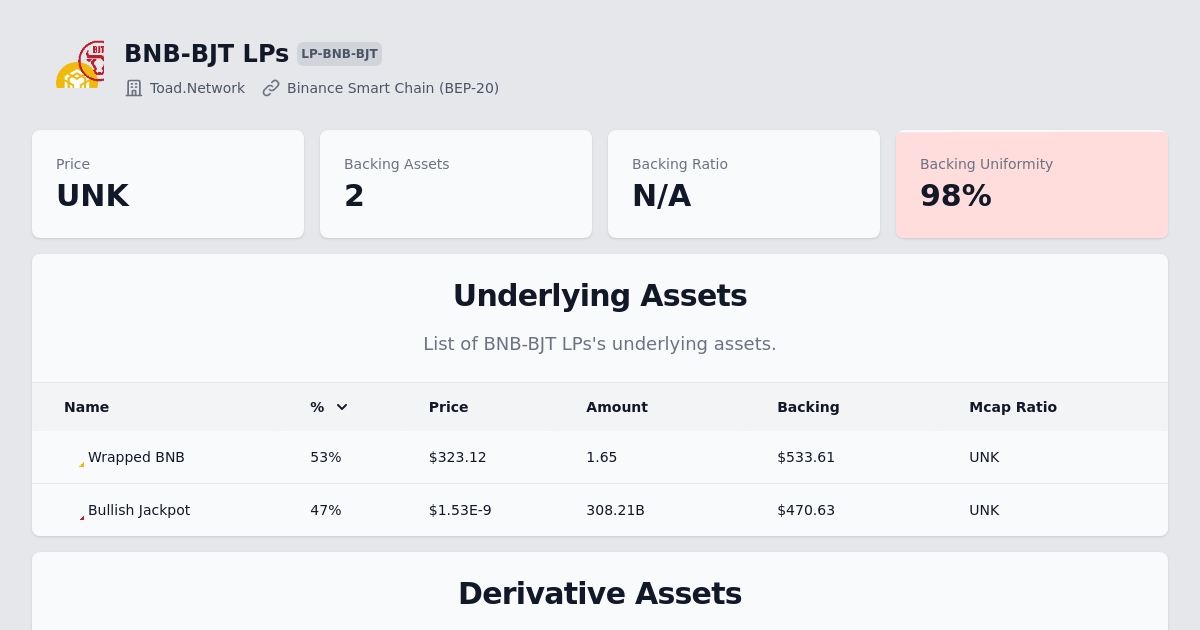 BNB-BJT LPs LP-BNB-BJT
Toad.Network Binance Smart Chain (BEP-20)
Price
UNK
Backing Assets
2
Backing Ratio
N/A
Backing Uniformity
98%
Underlying Assets
List of BNB-BJT LPs's underlying assets.
Name % Price Amount Backing Mcap Ratio
Wrapped BNB 53% $323.12 1.65 $533.61 UNK
Bullish Jackpot 47% $1.53E-9 308.21B $470.63 UNK
Derivative Assets